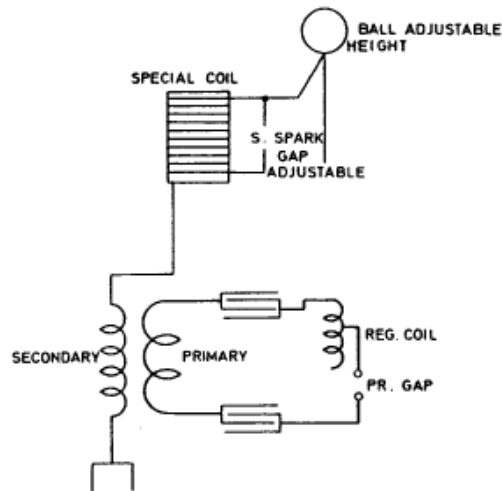 BALL ADJUSTABLE
HEIGHT
SPECIAL COIL
S. SPARK
GAP
ADJUSTABLE
SECONDARY
PRIMARY
REG. COIL
PR. GAP